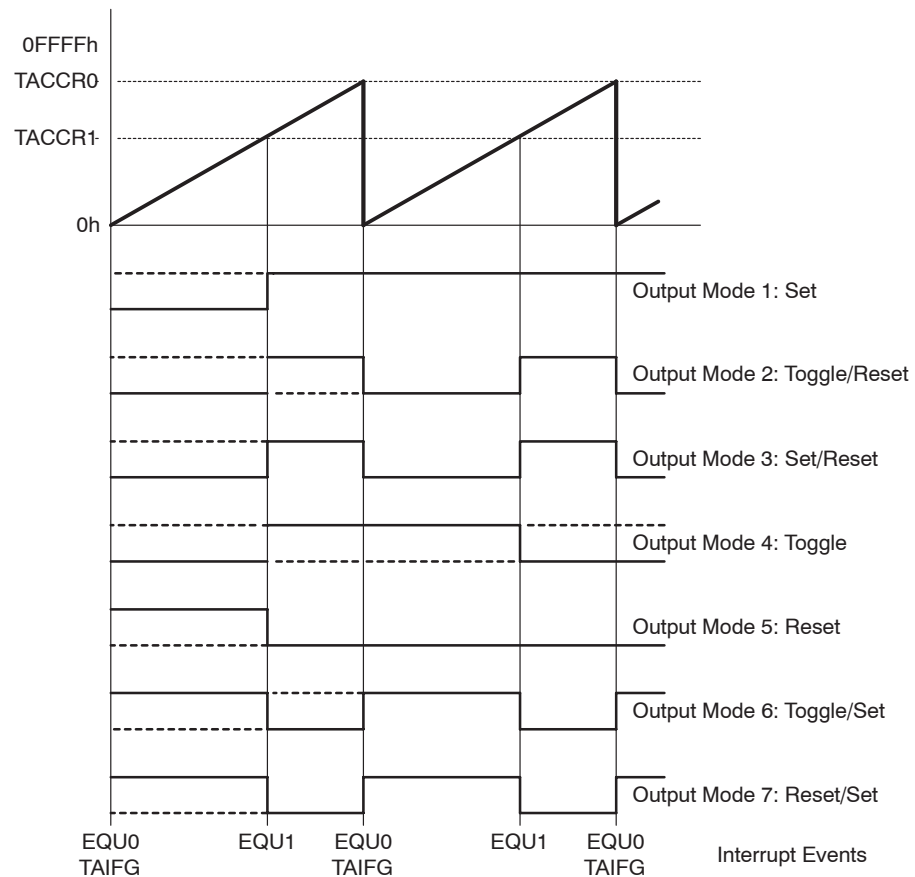 0FFFFh
TACCR0
TACCR1
0h
Output Mode 1: Set
Output Mode 2: Toggle/Reset
Output Mode 3: Set/Reset
Output Mode 4: Toggle
Output Mode 5: Reset
Output Mode 6: Toggle/Set
Output Mode 7: Reset/Set
EQU0 EQU1 EQU0 EQU1 EQU0
TAIFG TAIFG TAIFG
Interrupt Events